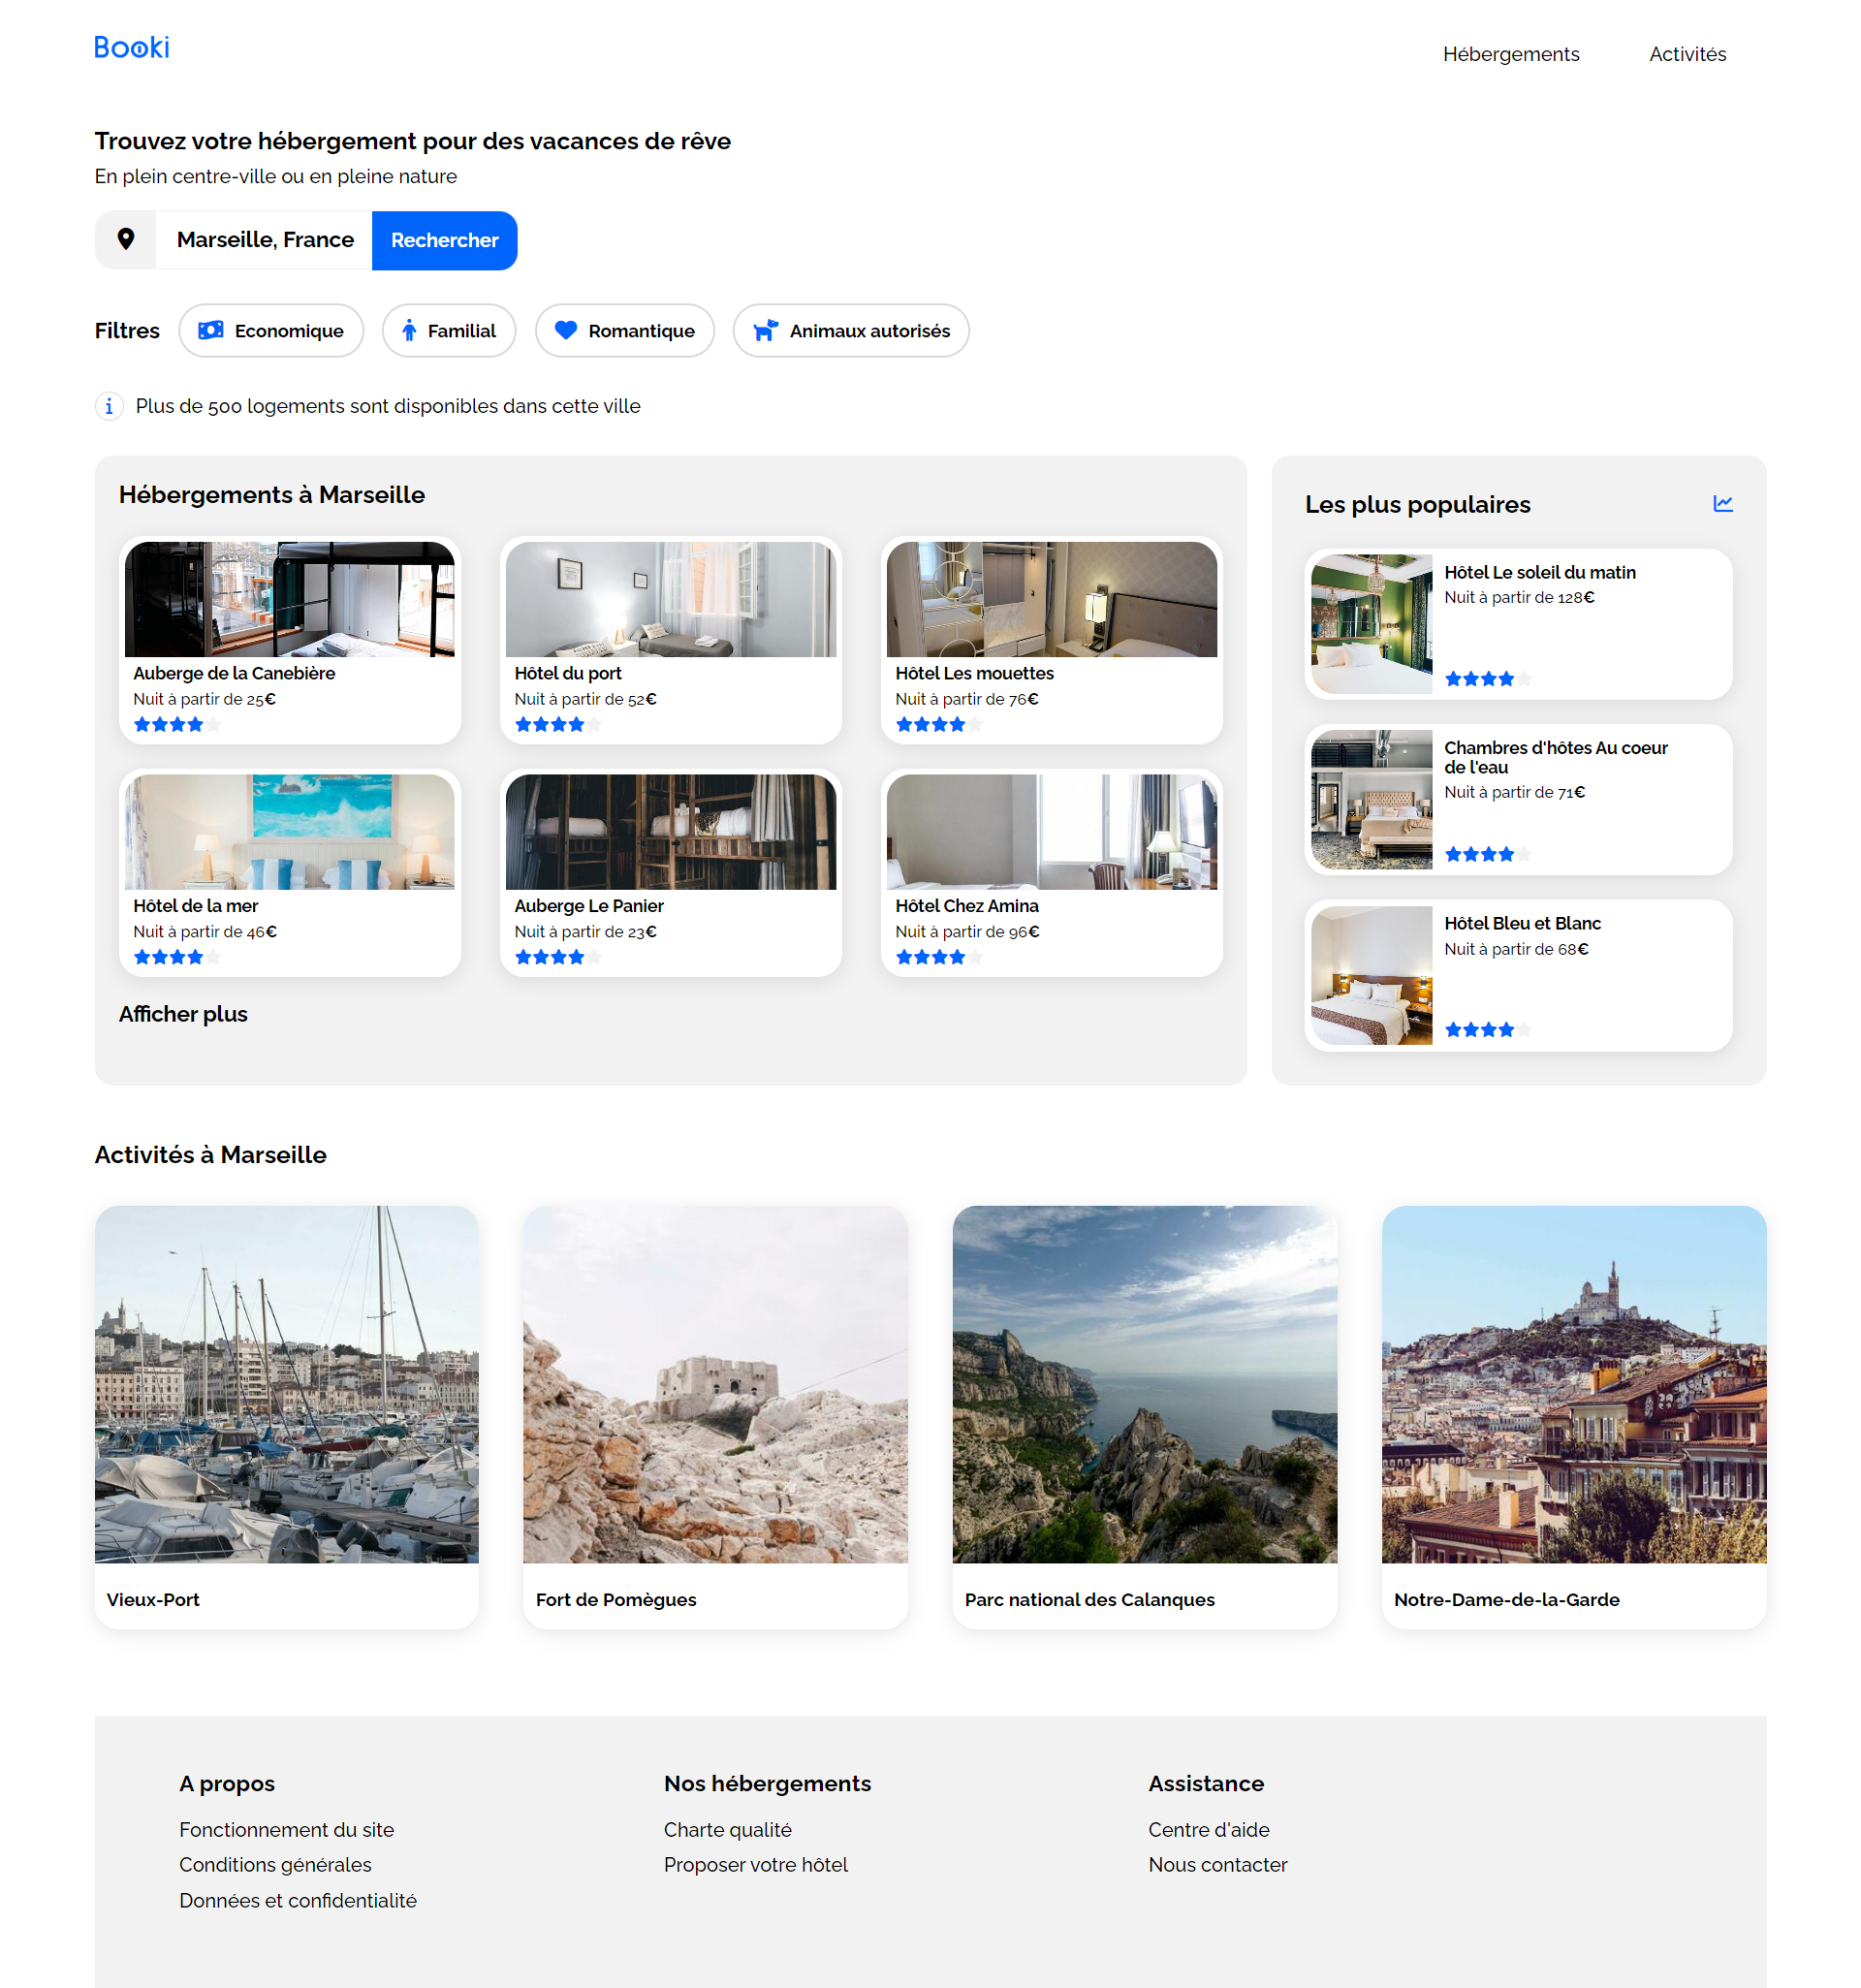 Booki
Hébergements
Activités
Trouvez votre hébergement pour des vacances de rêve
En plein centre-ville ou en pleine nature
Marseille, France
Rechercher
Filtres
Economique
Familial
Romantique
Animaux autorisés
Plus de 500 logements sont disponibles dans cette ville
Hébergements à Marseille
Auberge de la Canebière
Nuit à partir de 25€
Hôtel du port
Nuit à partir de 52€
Hôtel Les mouettes
Nuit à partir de 76€
Hôtel de la mer
Nuit à partir de 46€
Auberge Le Panier
Nuit à partir de 23€
Hôtel Chez Amina
Nuit à partir de 96€
Afficher plus
Les plus populaires
Hôtel Le soleil du matin
Nuit à partir de 128€
Chambres d'hôtes Au coeur
de l'eau
Nuit à partir de 71€
Hôtel Bleu et Blanc
Nuit à partir de 68€
Activités à Marseille
Vieux-Port
Fort de Pomègues
Parc national des Calanques
Notre-Dame-de-la-Garde
A propos
Fonctionnement du site
Conditions générales
Données et confidentialité
Nos hébergements
Charte qualité
Proposer votre hôtel
Assistance
Centre d'aide
Nous contacter